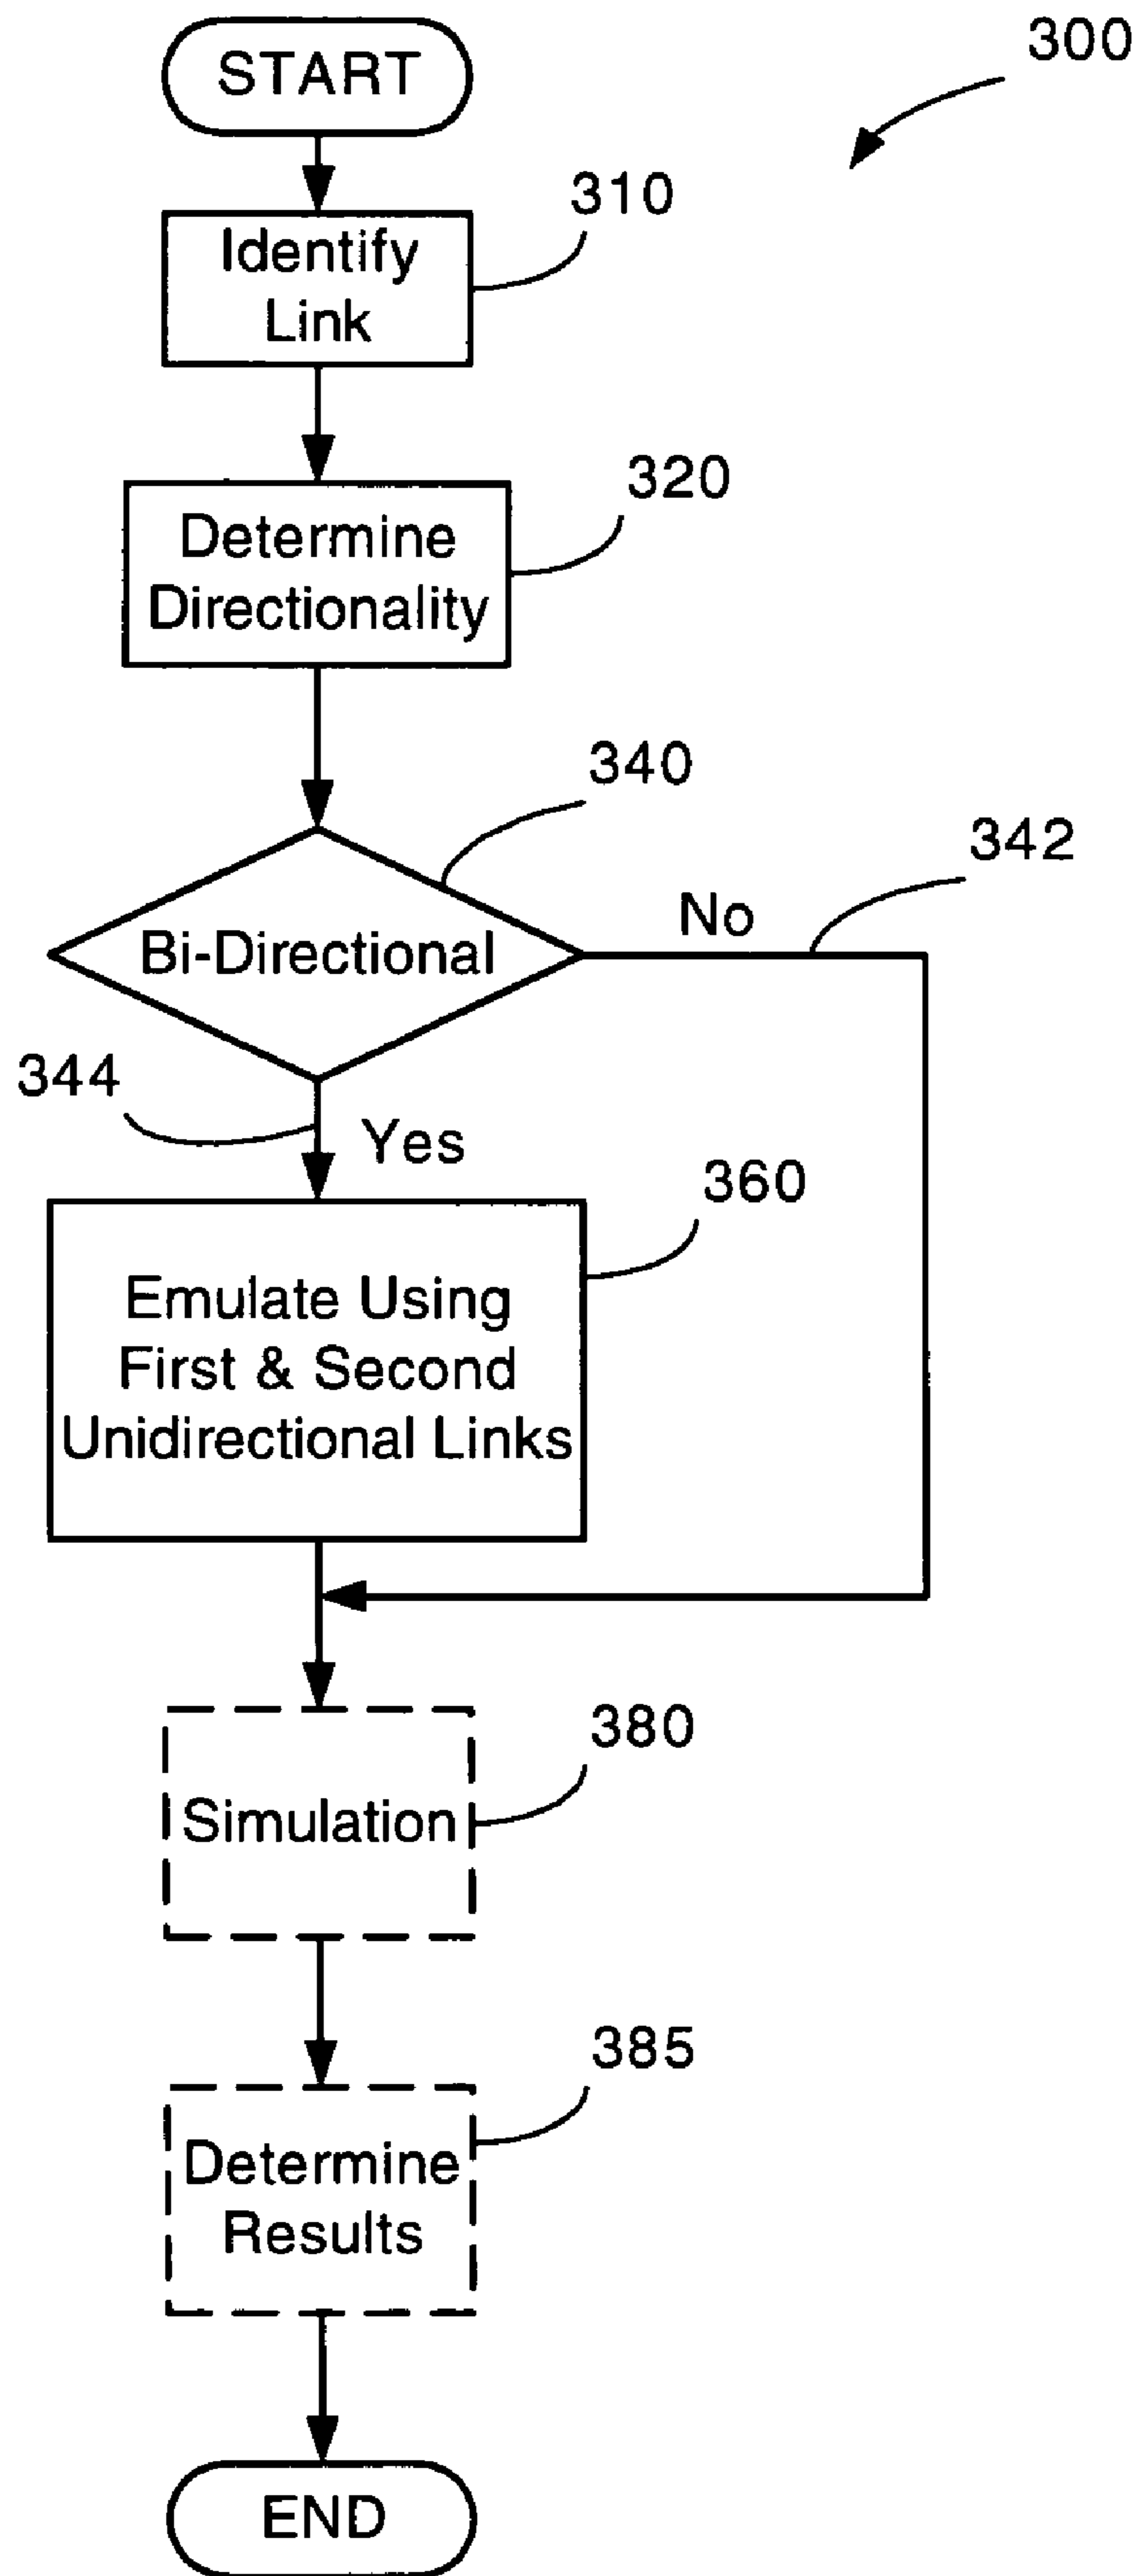 START
300
310
Identify
Link
320
Determine
Directionality
340
342
No
Bi-Directional
344
Yes
360
Emulate Using
First & Second
Unidirectional Links
380
Simulation
385
Determine
Results
END